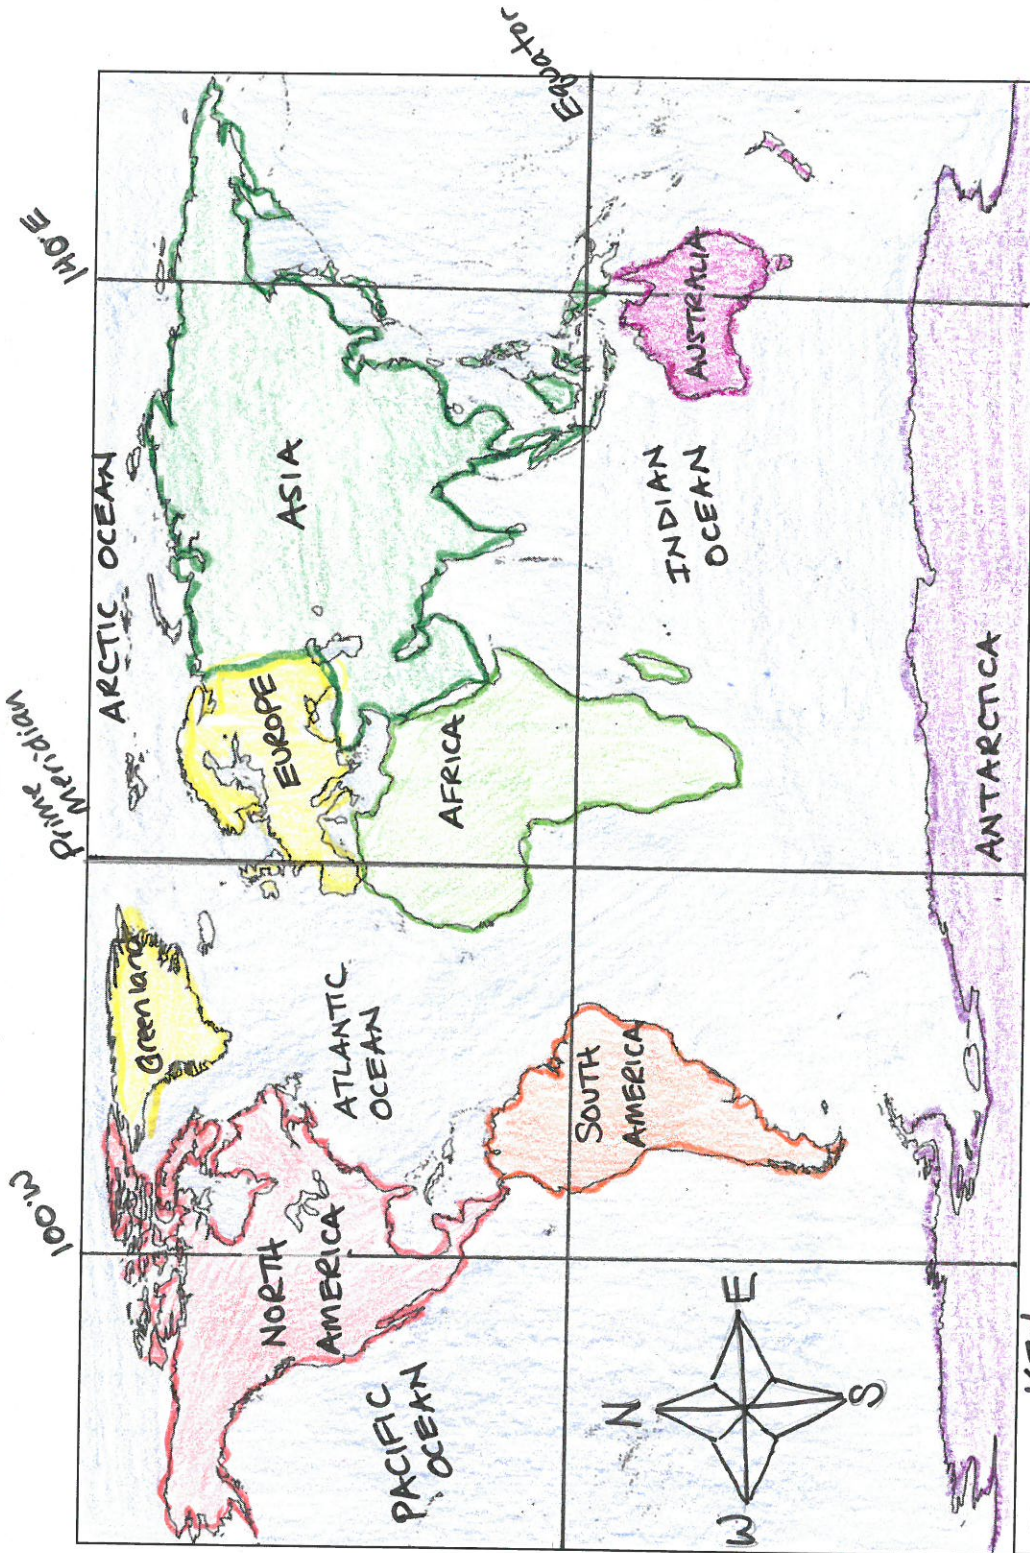 100°W
Prime
Meridian
140°E
ARCTIC OCEAN
Greenland
EUROPE
ASIA
NORTH
AMERICA
ATLANTIC
OCEAN
AFRICA
PACIFIC
OCEAN
Equator
SOUTH
AMERICA
INDIAN
OCEAN
AUSTRALIA
N
W
E
S
ANTARCTICA